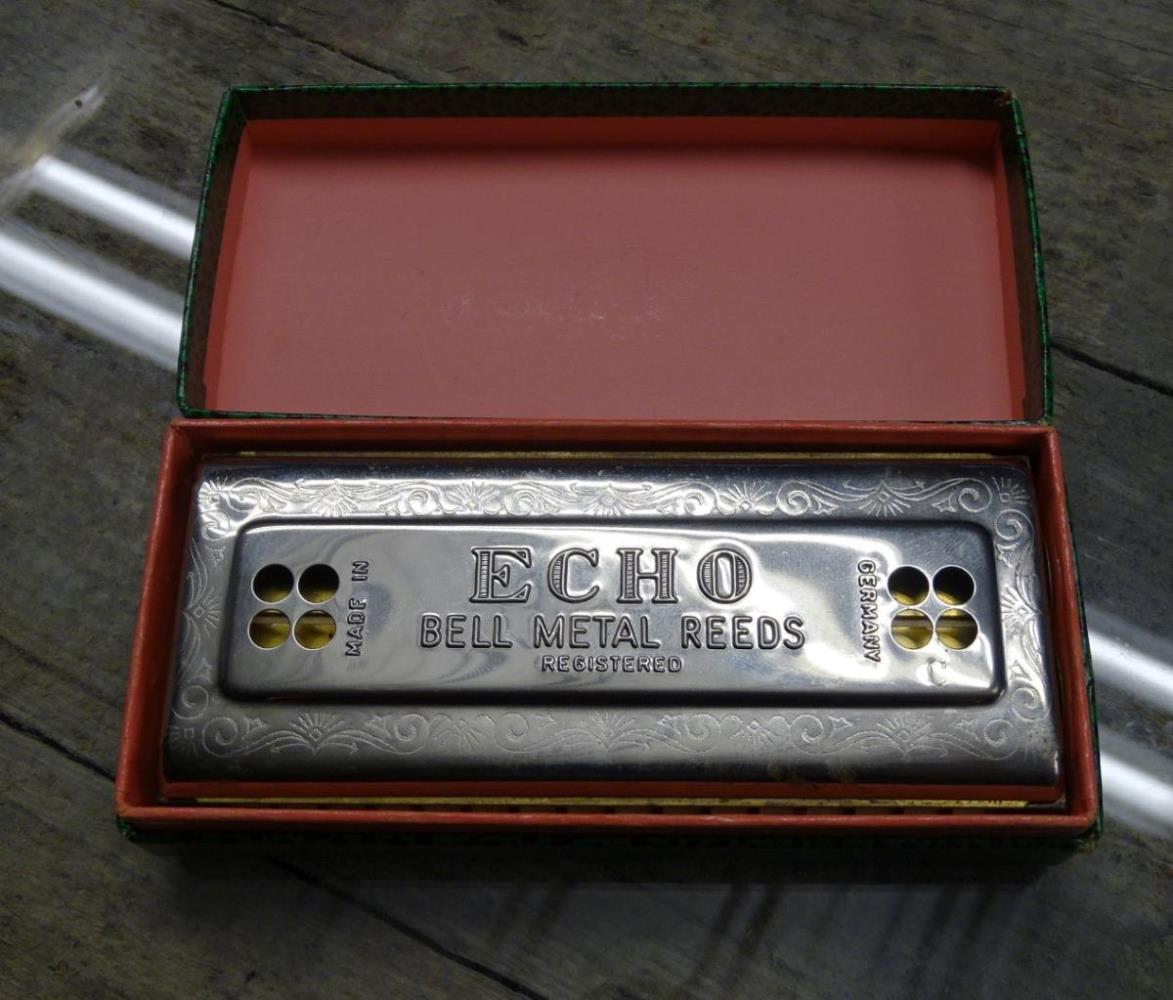 ECHO
BELL METAL REEDS
REGISTERED
MADE IN
GERMANY
C